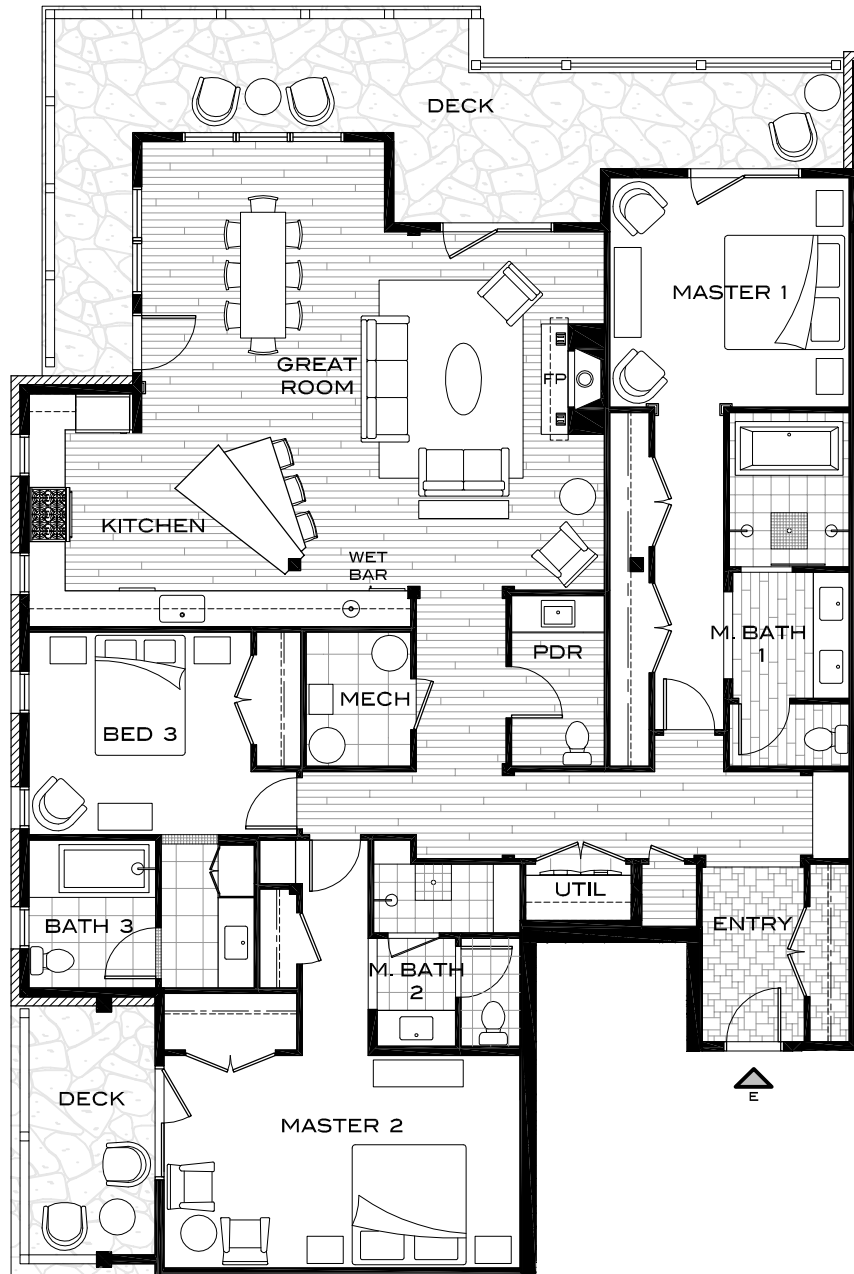 DECK
MASTER 1
GREAT
ROOM
FP
KITCHEN
WET
BAR
M. BATH
1
PDR
MECH
BED 3
UTIL
BATH 3
ENTRY
M. BATH
2
DECK
MASTER 2
E